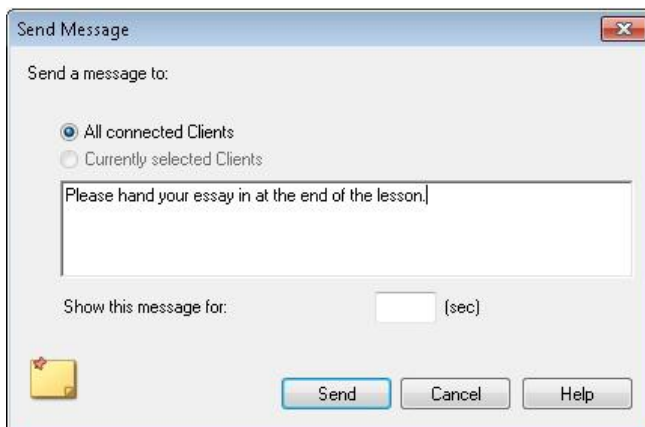 Send Message
Send a message to:
All connected Clients
Currently selected Clients
Please hand your essay in at the end of the lesson.
Show this message for: (sec)
Send Cancel Help